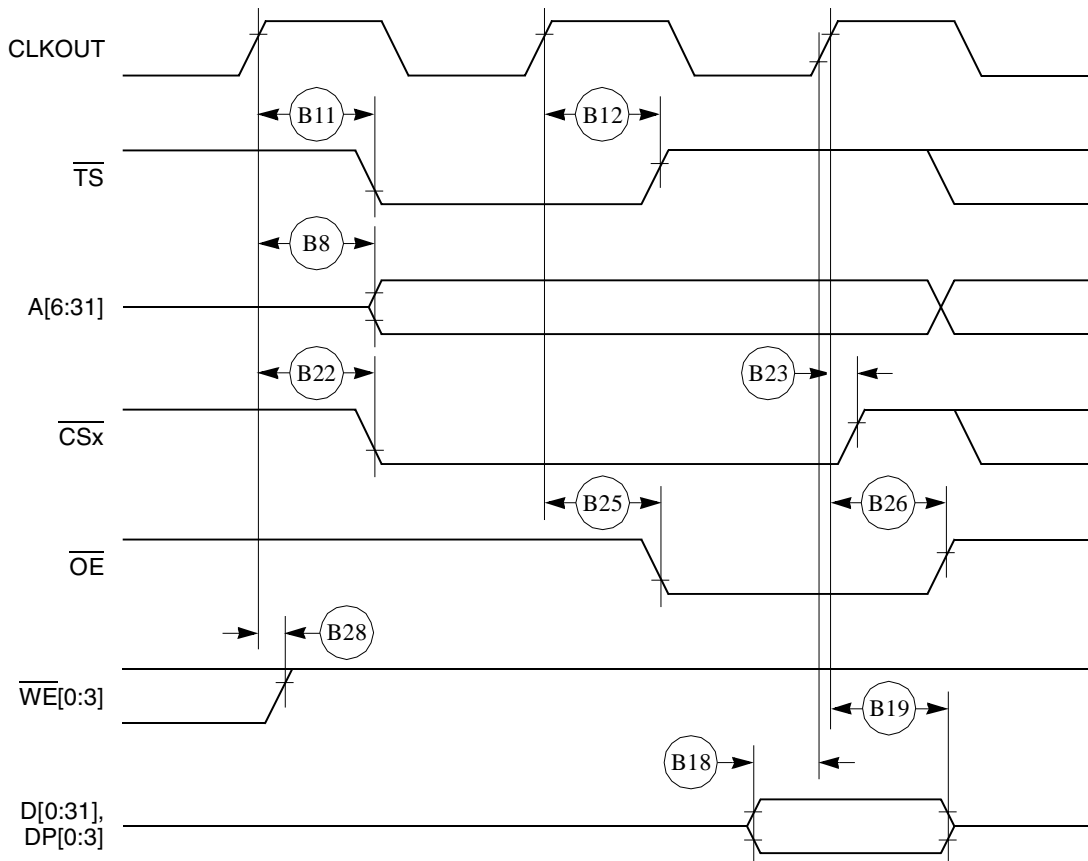 CLKOUT
B11
B12
TS
B8
A[6:31]
B22
B23
CSx
B25
B26
OE
B28
WE[0:3]
B19
B18
D[0:31],
DP[0:3]